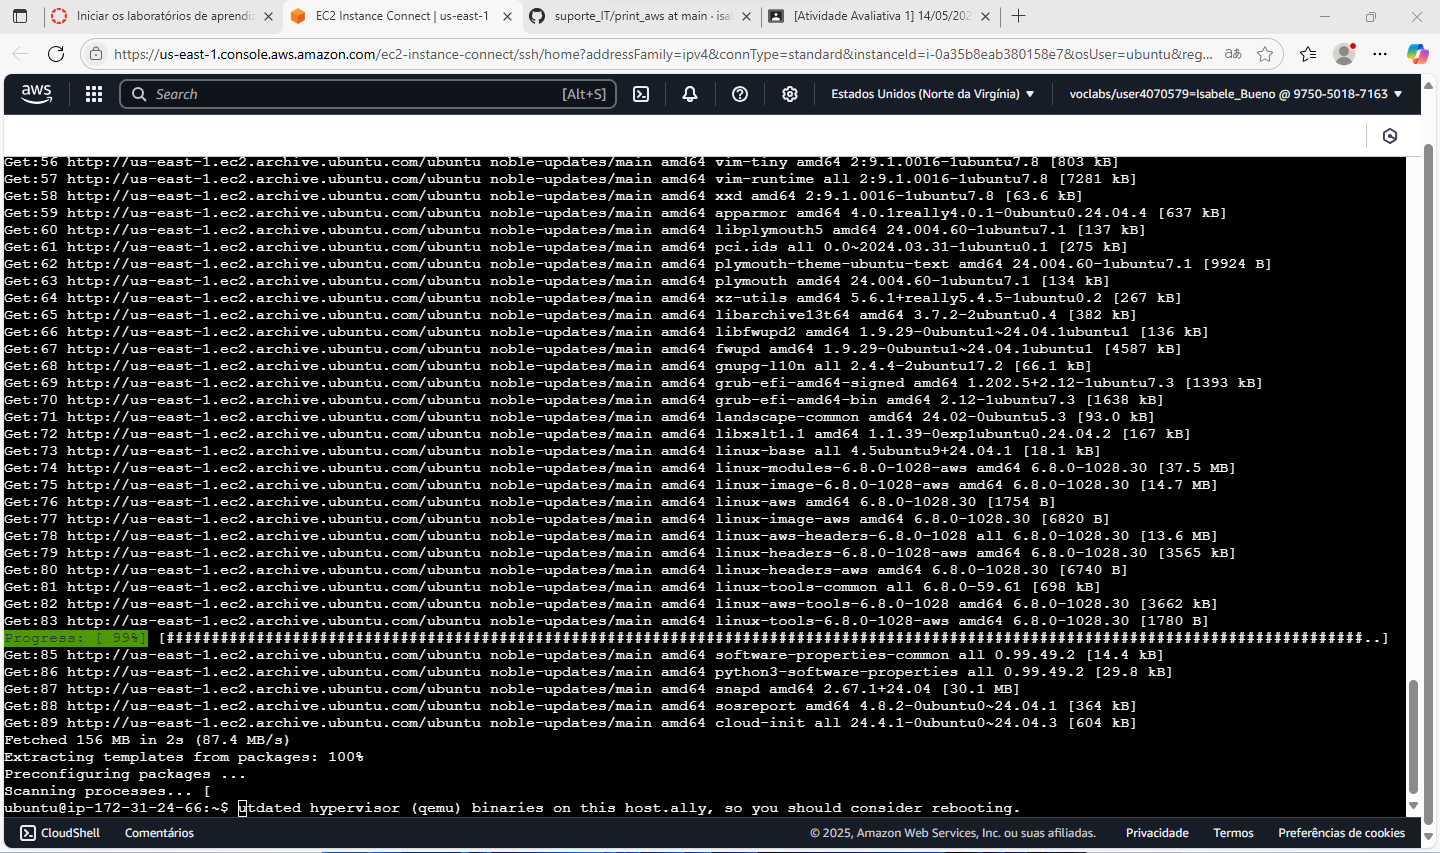 Iniciar os laboratórios de aprendiz
EC2 Instance Connect | us-east-1
suporte_IT/print_aws at main · isa
[Atividade Avaliativa 1] 14/05/202
https://us-east-1.console.aws.amazon.com/ec2-instance-connect/ssh/home?addressFamily=ipv4&connType=standard&instanceId=i-0a35b8eab380158e7&osUser=ubuntu&reg...
aws
Search
[Alt+S]
Estados Unidos (Norte da Virgínia)
voclabs/user4070579=Isabele_Bueno @ 9750-5018-7163
Get:56 http://us-east-1.ec2.archive.ubuntu.com/ubuntu noble-updates/main amd64 vim-tiny amd64 2:9.1.0016-1ubuntu7.8 [803 kB]
Get:57 http://us-east-1.ec2.archive.ubuntu.com/ubuntu noble-updates/main amd64 vim-runtime all 2:9.1.0016-1ubuntu7.8 [7281 kB]
Get:58 http://us-east-1.ec2.archive.ubuntu.com/ubuntu noble-updates/main amd64 xxd amd64 2:9.1.0016-1ubuntu7.8 [63.6 kB]
Get:59 http://us-east-1.ec2.archive.ubuntu.com/ubuntu noble-updates/main amd64 apparmor amd64 4.0.1really4.0.1-0ubuntu0.24.04.4 [637 kB]
Get:60 http://us-east-1.ec2.archive.ubuntu.com/ubuntu noble-updates/main amd64 libplymouth5 amd64 24.004.60-1ubuntu7.1 [137 kB]
Get:61 http://us-east-1.ec2.archive.ubuntu.com/ubuntu noble-updates/main amd64 pci.ids all 0.0~2024.03.31-1ubuntu0.1 [275 kB]
Get:62 http://us-east-1.ec2.archive.ubuntu.com/ubuntu noble-updates/main amd64 plymouth-theme-ubuntu-text amd64 24.004.60-1ubuntu7.1 [9924 B]
Get:63 http://us-east-1.ec2.archive.ubuntu.com/ubuntu noble-updates/main amd64 plymouth amd64 24.004.60-1ubuntu7.1 [134 kB]
Get:64 http://us-east-1.ec2.archive.ubuntu.com/ubuntu noble-updates/main amd64 xz-utils amd64 5.6.1+really5.4.5-1ubuntu0.2 [267 kB]
Get:65 http://us-east-1.ec2.archive.ubuntu.com/ubuntu noble-updates/main amd64 libarchive13t64 amd64 3.7.2-2ubuntu0.4 [382 kB]
Get:66 http://us-east-1.ec2.archive.ubuntu.com/ubuntu noble-updates/main amd64 libfwupd2 amd64 1.9.29-0ubuntu1~24.04.1ubuntu1 [136 kB]
Get:67 http://us-east-1.ec2.archive.ubuntu.com/ubuntu noble-updates/main amd64 fwupd amd64 1.9.29-0ubuntu1~24.04.1ubuntu1 [4587 kB]
Get:68 http://us-east-1.ec2.archive.ubuntu.com/ubuntu noble-updates/main amd64 gnupg-l10n all 2.4.4-2ubuntu17.2 [66.1 kB]
Get:69 http://us-east-1.ec2.archive.ubuntu.com/ubuntu noble-updates/main amd64 grub-efi-amd64-signed amd64 1.202.5+2.12-1ubuntu7.3 [1393 kB]
Get:70 http://us-east-1.ec2.archive.ubuntu.com/ubuntu noble-updates/main amd64 grub-efi-amd64-bin amd64 2.12-1ubuntu7.3 [1638 kB]
Get:71 http://us-east-1.ec2.archive.ubuntu.com/ubuntu noble-updates/main amd64 landscape-common amd64 24.02-0ubuntu5.3 [93.0 kB]
Get:72 http://us-east-1.ec2.archive.ubuntu.com/ubuntu noble-updates/main amd64 libxslt1.1 amd64 1.1.39-0exp1ubuntu0.24.04.2 [167 kB]
Get:73 http://us-east-1.ec2.archive.ubuntu.com/ubuntu noble-updates/main amd64 linux-base all 4.5ubuntu9+24.04.1 [18.1 kB]
Get:74 http://us-east-1.ec2.archive.ubuntu.com/ubuntu noble-updates/main amd64 linux-modules-6.8.0-1028-aws amd64 6.8.0-1028.30 [37.5 MB]
Get:75 http://us-east-1.ec2.archive.ubuntu.com/ubuntu noble-updates/main amd64 linux-image-6.8.0-1028-aws amd64 6.8.0-1028.30 [14.7 MB]
Get:76 http://us-east-1.ec2.archive.ubuntu.com/ubuntu noble-updates/main amd64 linux-aws amd64 6.8.0-1028.30 [1754 B]
Get:77 http://us-east-1.ec2.archive.ubuntu.com/ubuntu noble-updates/main amd64 linux-image-aws amd64 6.8.0-1028.30 [6820 B]
Get:78 http://us-east-1.ec2.archive.ubuntu.com/ubuntu noble-updates/main amd64 linux-aws-headers-6.8.0-1028 all 6.8.0-1028.30 [13.6 MB]
Get:79 http://us-east-1.ec2.archive.ubuntu.com/ubuntu noble-updates/main amd64 linux-headers-6.8.0-1028-aws amd64 6.8.0-1028.30 [3565 kB]
Get:80 http://us-east-1.ec2.archive.ubuntu.com/ubuntu noble-updates/main amd64 linux-headers-aws amd64 6.8.0-1028.30 [6740 B]
Get:81 http://us-east-1.ec2.archive.ubuntu.com/ubuntu noble-updates/main amd64 linux-tools-common all 6.8.0-59.61 [698 kB]
Get:82 http://us-east-1.ec2.archive.ubuntu.com/ubuntu noble-updates/main amd64 linux-aws-tools-6.8.0-1028 amd64 6.8.0-1028.30 [3662 kB]
Get:83 http://us-east-1.ec2.archive.ubuntu.com/ubuntu noble-updates/main amd64 linux-tools-6.8.0-1028-aws amd64 6.8.0-1028.30 [1780 B]
Progress: [ 99%] [#####################################################################################################################################..]
Get:85 http://us-east-1.ec2.archive.ubuntu.com/ubuntu noble-updates/main amd64 software-properties-common all 0.99.49.2 [14.4 kB]
Get:86 http://us-east-1.ec2.archive.ubuntu.com/ubuntu noble-updates/main amd64 python3-software-properties all 0.99.49.2 [29.8 kB]
Get:87 http://us-east-1.ec2.archive.ubuntu.com/ubuntu noble-updates/main amd64 snapd amd64 2.67.1+24.04 [30.1 MB]
Get:88 http://us-east-1.ec2.archive.ubuntu.com/ubuntu noble-updates/main amd64 sosreport amd64 4.8.2-0ubuntu0~24.04.1 [364 kB]
Get:89 http://us-east-1.ec2.archive.ubuntu.com/ubuntu noble-updates/main amd64 cloud-init all 24.4.1-0ubuntu0~24.04.3 [604 kB]
Fetched 156 MB in 2s (87.4 MB/s)
Extracting templates from packages: 100%
Preconfiguring packages ...
Scanning processes... [
ubuntu@ip-172-31-24-66:~$ utdated hypervisor (qemu) binaries on this host.ally, so you should consider rebooting.
CloudShell
Comentários
© 2025, Amazon Web Services, Inc. ou suas afiliadas.
Privacidade
Termos
Preferências de cookies